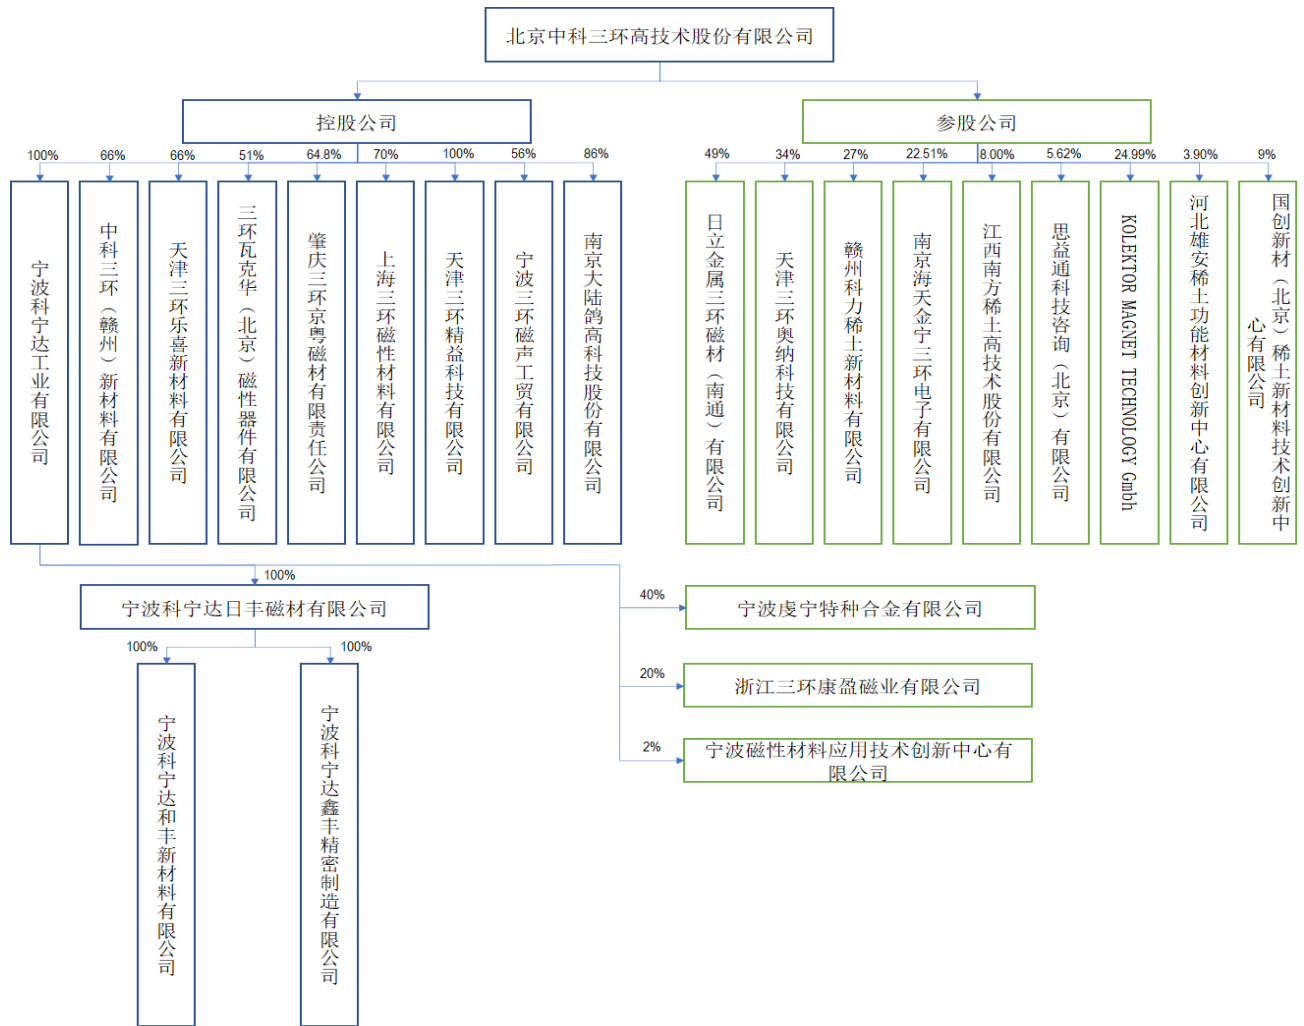 北京中科三环高技术股份有限公司
控股公司
参股公司
100%
66%
66%
51%
64.8%
70%
100%
56%
86%
49%
34%
27%
22.51%
8.00%
5.62%
24.99%
3.90%
9%
宁波科宁达工业有限公司
中科三环（赣州）新材料有限公司
天津三环乐喜新材料有限公司
三环瓦克华（北京）磁性器件有限公司
肇庆三环京粤磁材有限责任公司
上海三环磁性材料有限公司
天津三环精益科技有限公司
宁波三环磁声工贸有限公司
南京大陆鸽高科技股份有限公司
日立金属三环磁材（南通）有限公司
天津三环奥纳科技有限公司
赣州科力稀土新材料有限公司
南京海天金宁三环电子有限公司
江西南方稀土高技术股份有限公司
思益通科技咨询（北京）有限公司
KOLEKTOR MAGNET TECHNOLOGY Gmbh
河北雄安稀土功能材料创新中心有限公司
国创新材（北京）稀土新材料技术创新中
心有限公司
100%
宁波科宁达日丰磁材有限公司
40%
宁波虔宁特种合金有限公司
100%
100%
20%
浙江三环康盈磁业有限公司
2%
宁波磁性材料应用技术创新中心有
限公司
宁波科宁达和丰新材料有限公司
宁波科宁达鑫丰精密制造有限公司